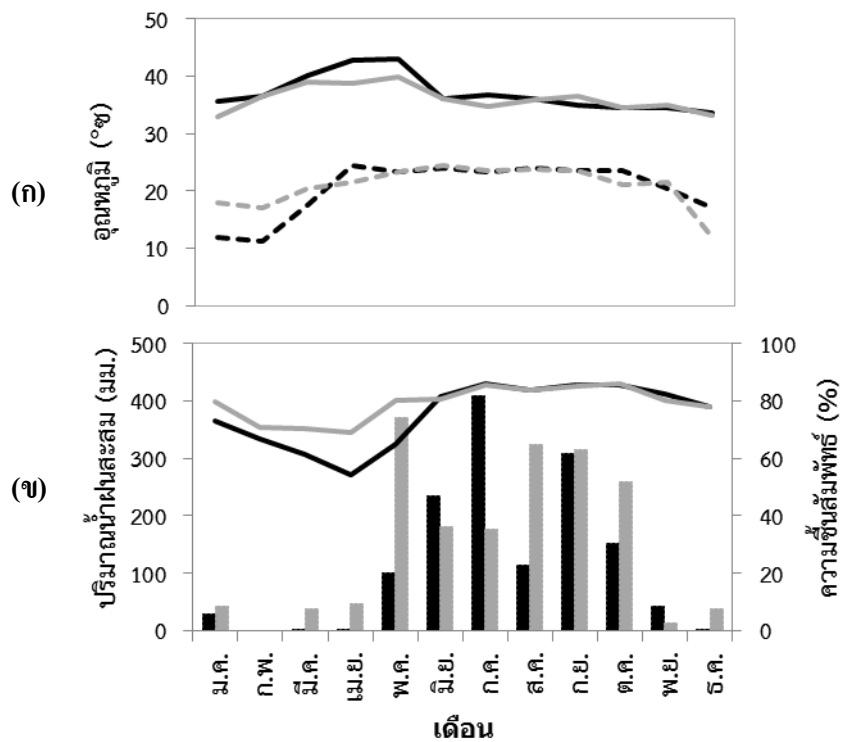 (ก)
อุณหภูมิ (°ซ)
50
40
30
20
10
0
(ข)
ปริมาณน้ำฝนสะสม (มม.)
500
400
300
200
100
0
100
80
60
40
20
0
ความชื้นสัมพัทธ์ (%)
ม.ค. ก.พ. มี.ค. เม.ย. พ.ค. มิ.ย. ก.ค. ส.ค. ก.ย. ต.ค. พ.ย. ธ.ค.
เดือน